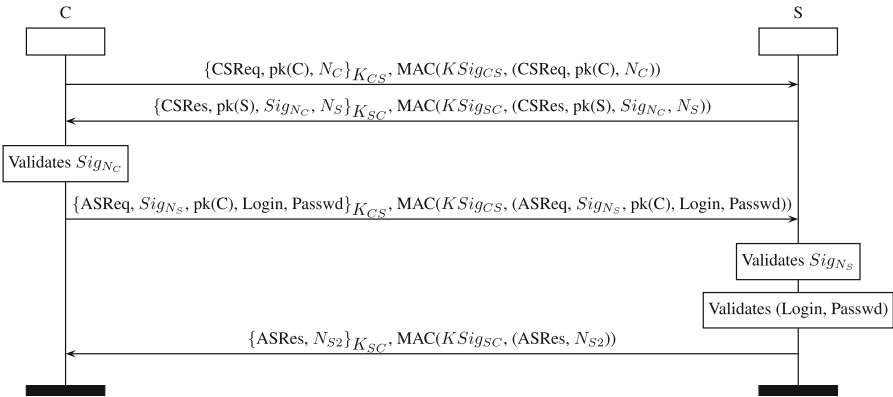 C S
{CSReq, pk(C), N_C}_{K_{CS}}, MAC(KSig_{CS}, (CSReq, pk(C), N_C))
{CSRes, pk(S), Sig_{N_C}, N_S}_{K_{SC}}, MAC(KSig_{SC}, (CSRes, pk(S), Sig_{N_C}, N_S))
Validates Sig_{N_C}
{ASReq, Sig_{N_S}, pk(C), Login, Passwd}_{K_{CS}}, MAC(KSig_{CS}, (ASReq, Sig_{N_S}, pk(C), Login, Passwd))
Validates Sig_{N_S}
Validates (Login, Passwd)
{ASRes, N_{S2}}_{K_{SC}}, MAC(KSig_{SC}, (ASRes, N_{S2}))